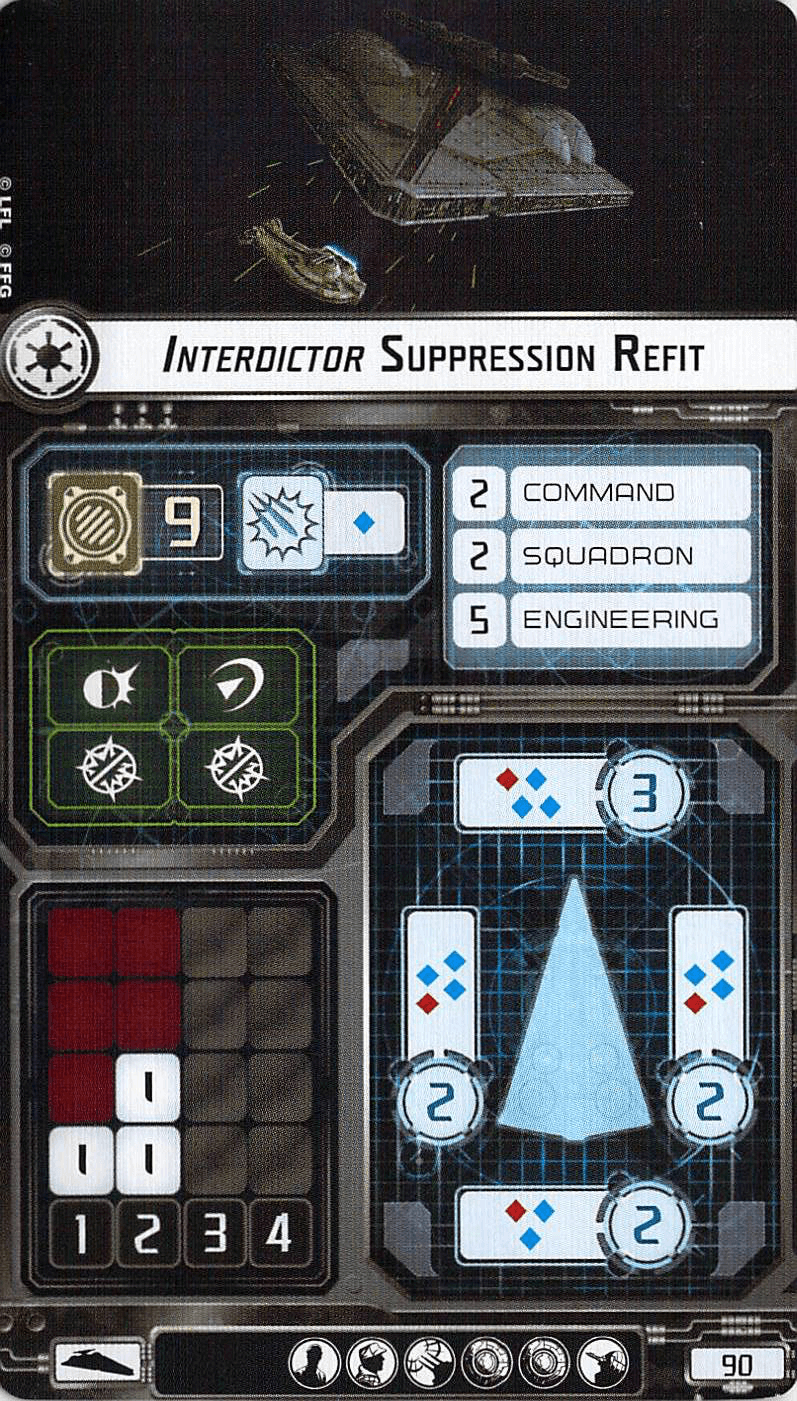 © LFL © FFG
INTERDICTOR SUPPRESSION REFIT
9
2 COMMAND
2 SQUADRON
5 ENGINEERING
3
2 2
2
1
1 1
1 2 3 4
90